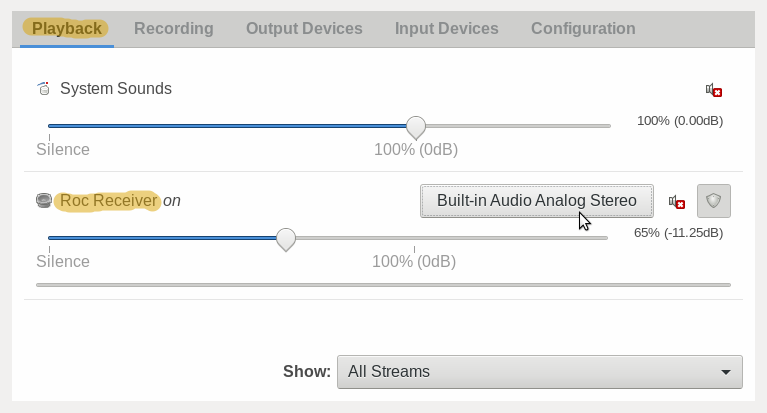 Playback Recording Output Devices Input Devices Configuration
System Sounds
100% (0.00dB)
Silence 100% (0dB)
Roc Receiver on Built-in Audio Analog Stereo
65% (-11.25dB)
Silence 100% (0dB)
Show: All Streams